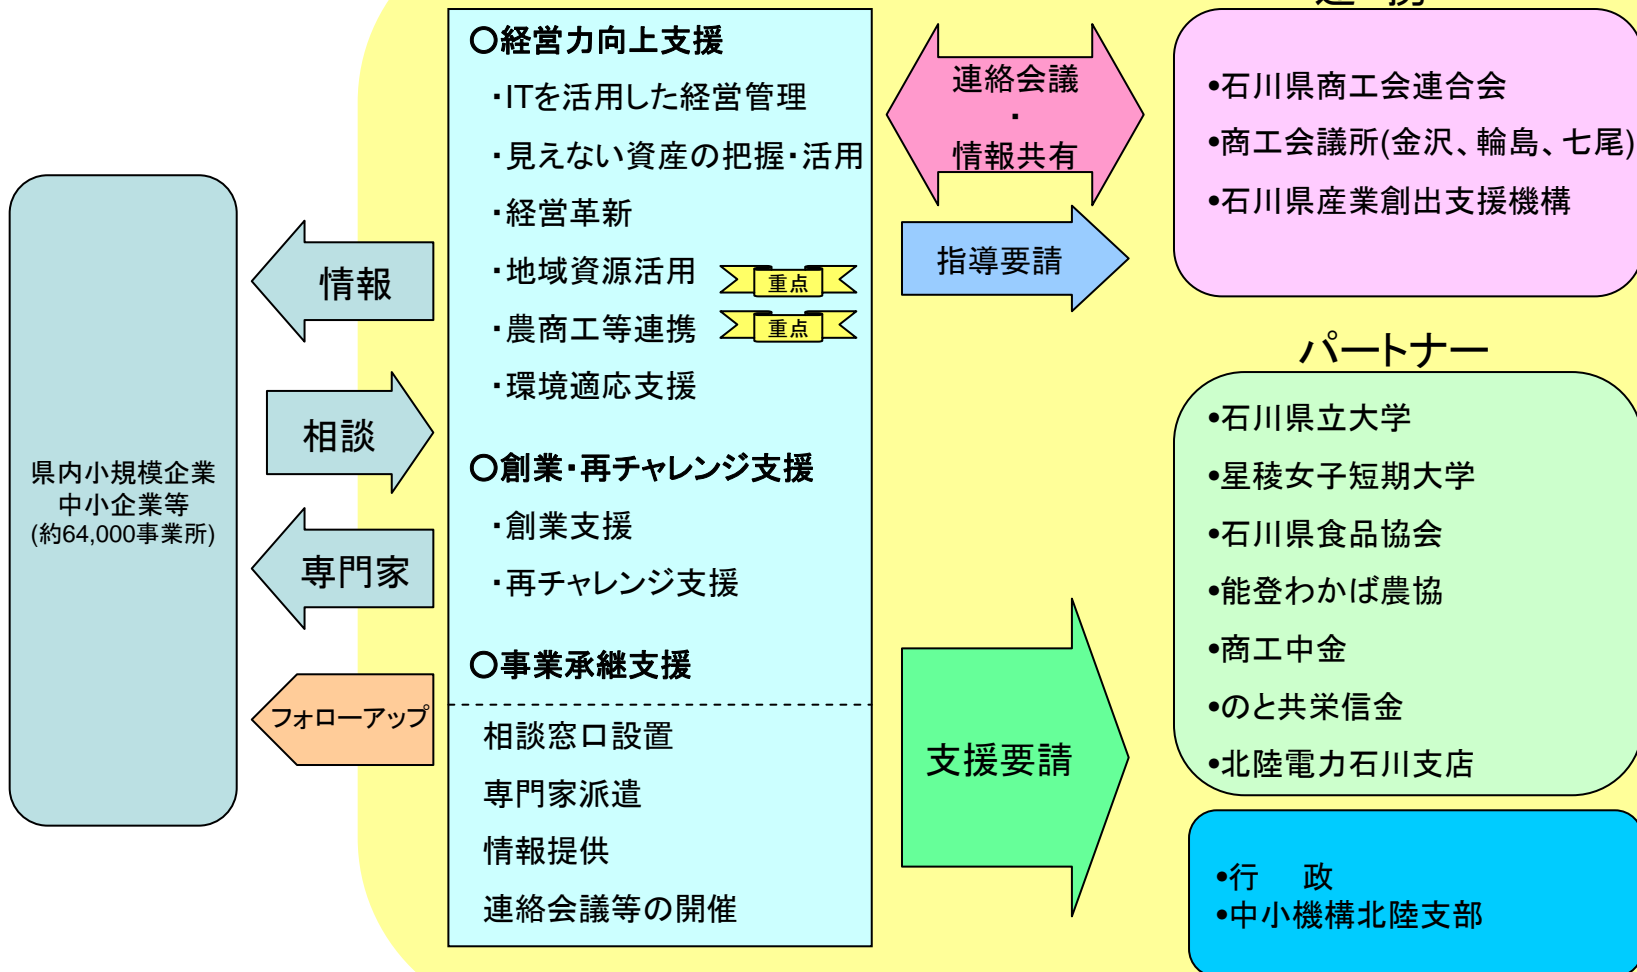 県内小規模企業
中小企業等
(約64,000事業所)
情報
相談
専門家
フォローアップ
〇経営力向上支援
・ITを活用した経営管理
・見えない資産の把握・活用
・経営革新
・地域資源活用
重点
・農商工等連携
重点
・環境適応支援
〇創業・再チャレンジ支援
・創業支援
・再チャレンジ支援
〇事業承継支援
相談窓口設置
専門家派遣
情報提供
連絡会議等の開催
連絡会議
・
情報共有
指導要請
支援要請
連 携
•石川県商工会連合会
•商工会議所(金沢、輪島、七尾)
•石川県産業創出支援機構
パートナー
•石川県立大学
•星稜女子短期大学
•石川県食品協会
•能登わかば農協
•商工中金
•のと共栄信金
•北陸電力石川支店
•行　政
•中小機構北陸支部